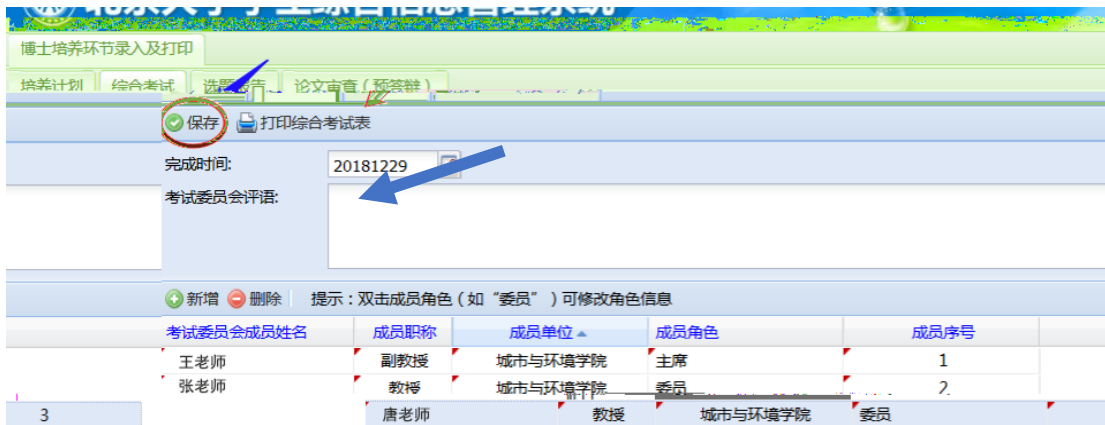 博士培养环节录入及打印
培养计划 综合考试 选题报告 论文审查（预答辩）
保存 打印综合考试表
完成时间: 20181229
考试委员会评语:
新增 删除 提示：双击成员角色（如“委员”）可修改角色信息
考试委员会成员姓名 成员职称 成员单位 成员角色 成员序号
王老师 副教授 城市与环境学院 主席 1
张老师 教授 城市与环境学院 委员 2
3 唐老师 教授 城市与环境学院 委员